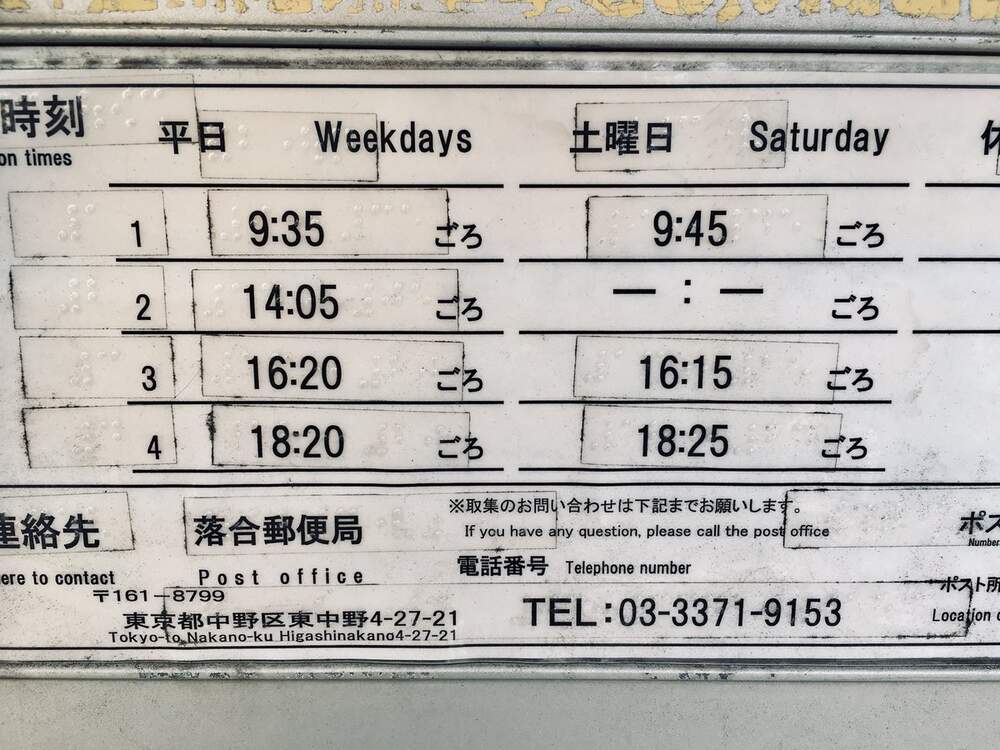 時刻
on times
平日 Weekdays 土曜日 Saturday 休
1 9:35 ごろ 9:45 ごろ
2 14:05 ごろ ー : ー ごろ
3 16:20 ごろ 16:15 ごろ
4 18:20 ごろ 18:25 ごろ
連絡先
ere to contact
落合郵便局
Post office
〒161-8799
東京都中野区東中野4-27-21
Tokyo-to Nakano-ku Higashinakano4-27-21
※取集のお問い合わせは下記までお願いします。
If you have any question, please call the post office
電話番号 Telephone number
TEL:03-3371-9153
ポス
Number
ポスト所
Location o